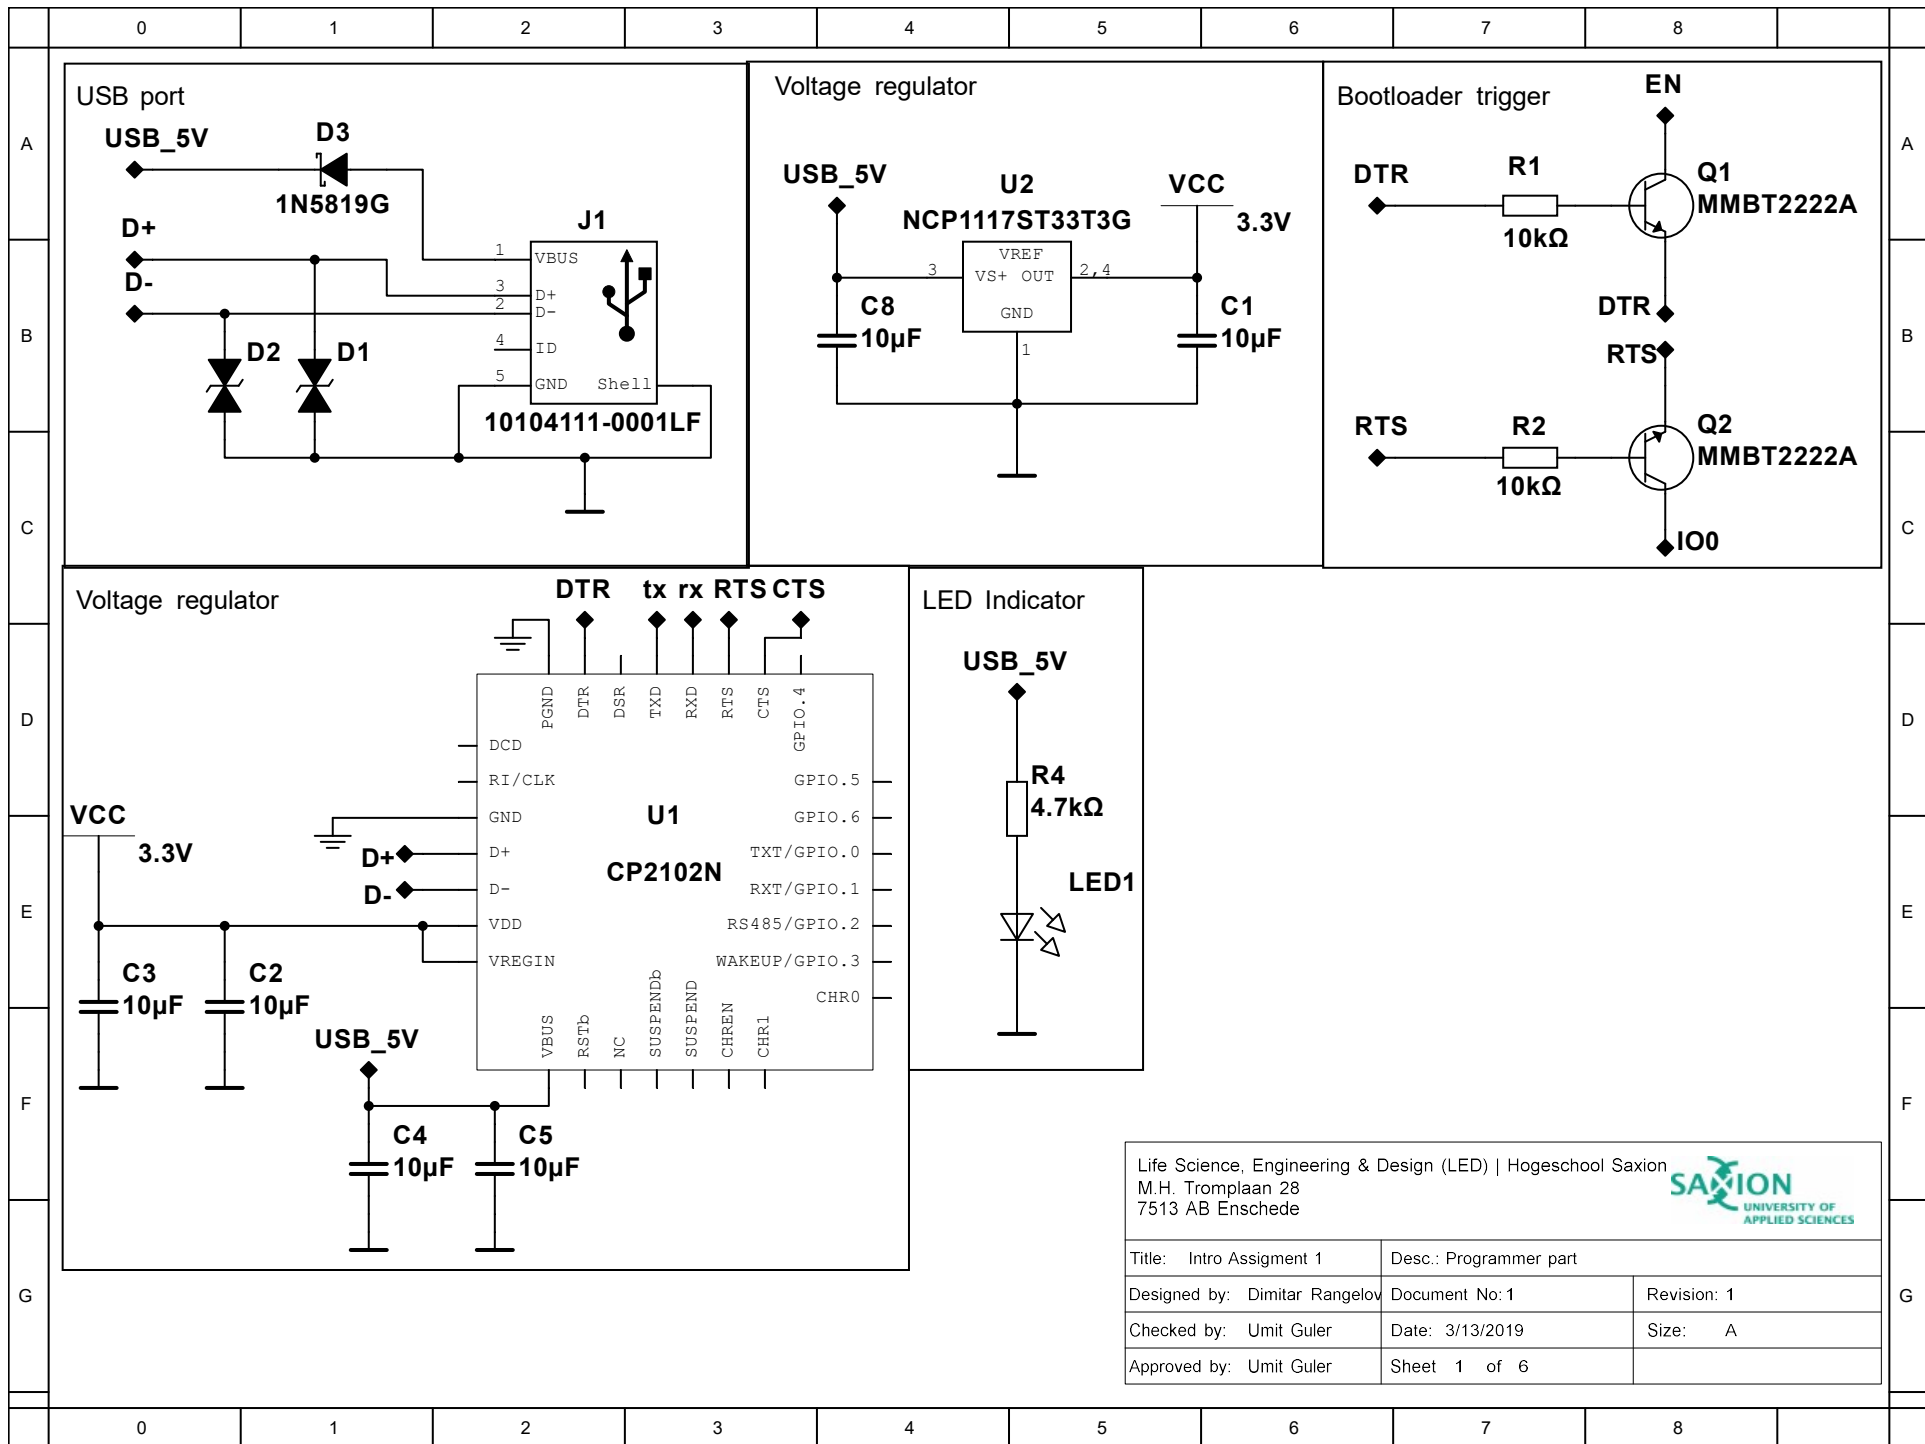 0 1 2 3 4 5 6 7 8
A
B
C
D
E
F
G
USB port
USB_5V
D3
1N5819G
D+
D-
J1
1 VBUS
3 D+
2 D-
4 ID
5 GND Shell
10104111-0001LF
D2 D1
Voltage regulator
USB_5V
U2
NCP1117ST33T3G
VCC
3.3V
VREF
3 VS+ OUT 2,4
GND
1
C8
10µF
C1
10µF
Bootloader trigger
EN
DTR
R1
10kΩ
Q1
MMBT2222A
DTR
RTS
RTS
R2
10kΩ
Q2
MMBT2222A
IO0
Voltage regulator
DTR tx rx RTS CTS
PGND DTR DSR TXD RXD RTS CTS GPIO.4
DCD
RI/CLK GPIO.5
GND GPIO.6
D+ D+ TXT/GPIO.0
D- D- RXT/GPIO.1
VDD RS485/GPIO.2
VREGIN WAKEUP/GPIO.3
CHR0
U1
CP2102N
VBUS RSTb NC SUSPENDb SUSPEND CHREN CHR1
VCC
3.3V
C3
10µF
C2
10µF
USB_5V
C4
10µF
C5
10µF
LED Indicator
USB_5V
R4
4.7kΩ
LED1
Life Science, Engineering & Design (LED) | Hogeschool Saxion
M.H. Tromplaan 28
7513 AB Enschede
SAXION
UNIVERSITY OF
APPLIED SCIENCES
Title: Intro Assigment 1 Desc.: Programmer part
Designed by: Dimitar Rangelov Document No: 1 Revision: 1
Checked by: Umit Guler Date: 3/13/2019 Size: A
Approved by: Umit Guler Sheet 1 of 6
A
B
C
D
E
F
G
0 1 2 3 4 5 6 7 8